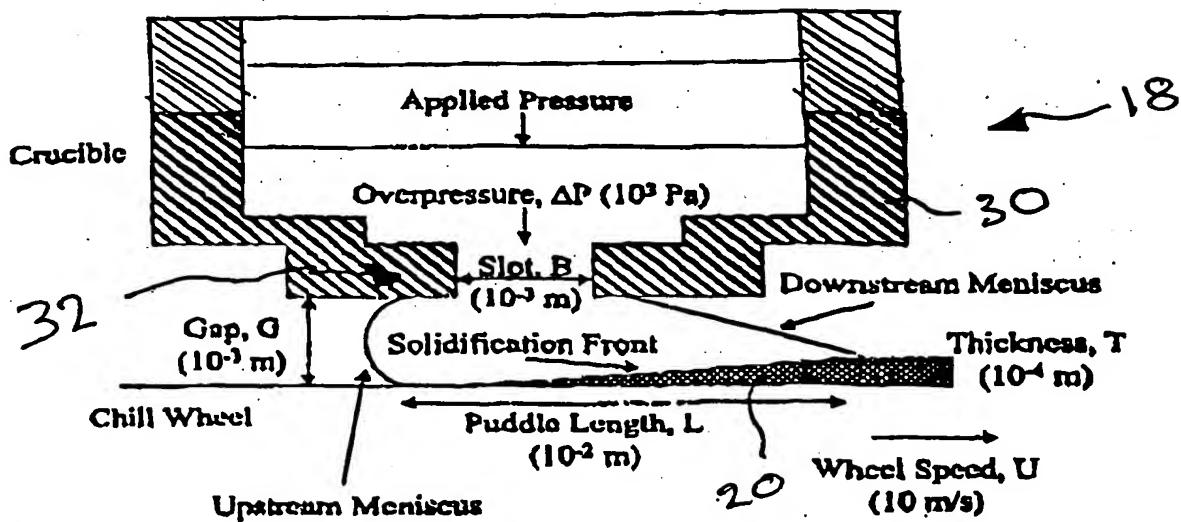 Applied Pressure
18
Crucible
Overpressure, ΔP (10³ Pa)
30
Slot, B
(10⁻³ m)
Downstream Meniscus
32
Gap, G
(10⁻³ m)
Solidification Front
Thickness, T
(10⁻⁴ m)
Chill Wheel
Puddle Length, L
(10⁻² m)
20
Wheel Speed, U
(10 m/s)
Upstream Meniscus